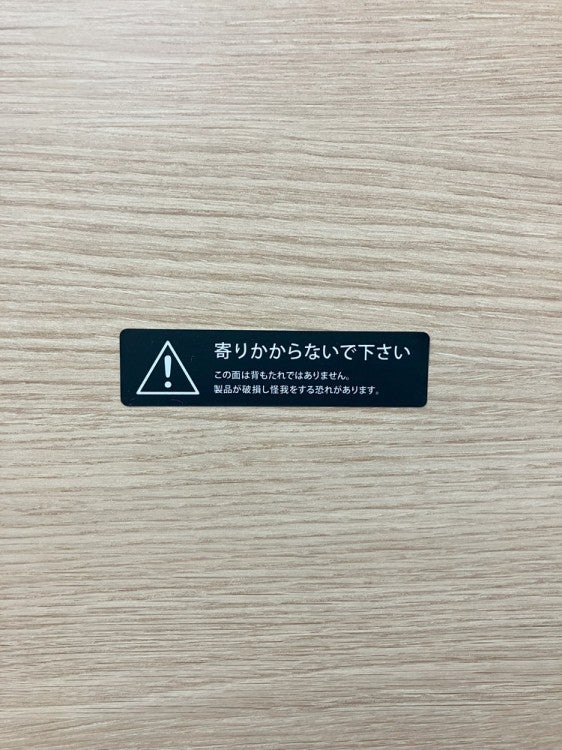 寄りかからないで下さい
この面は背もたれではありません。
製品が破損し怪我をする恐れがあります。